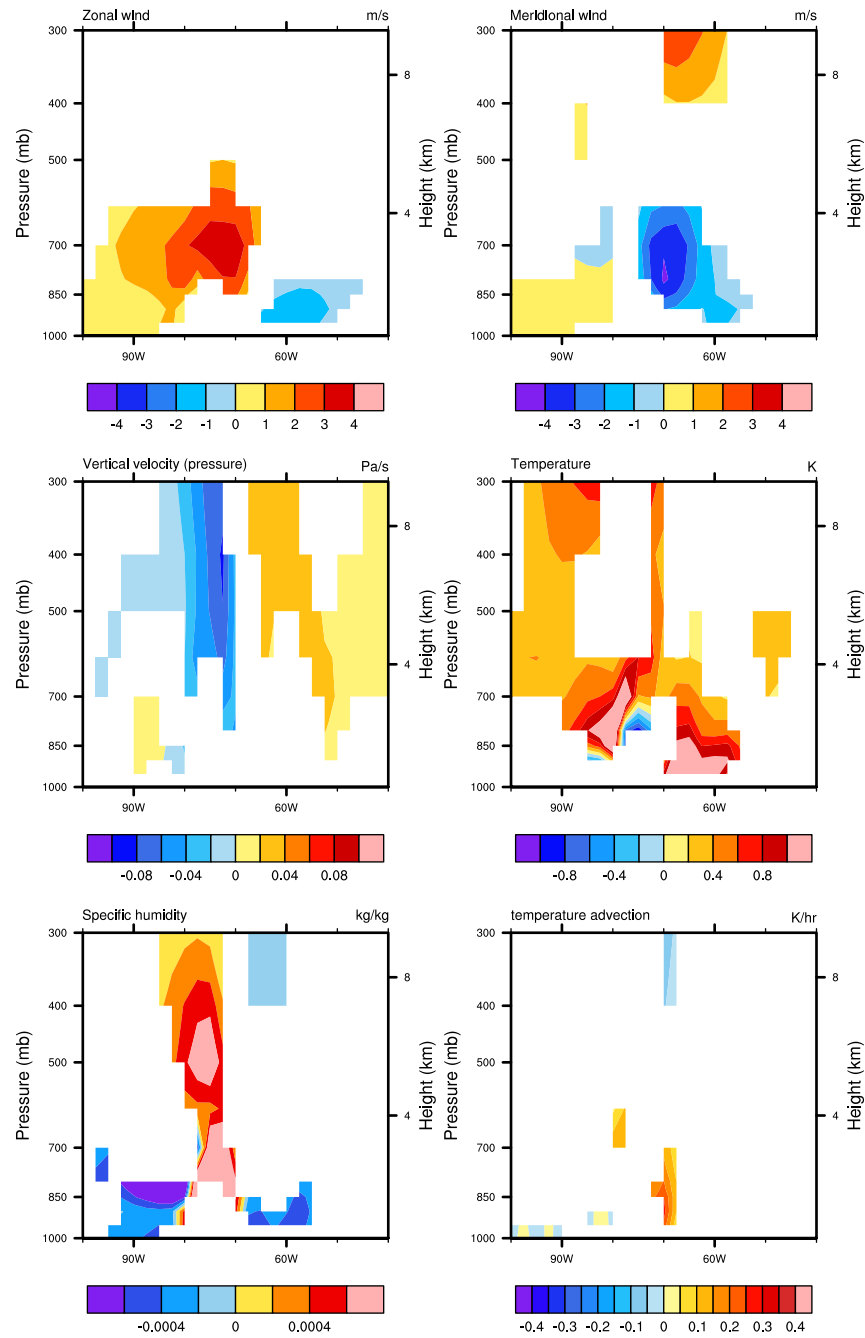 Zonal wind m/s
300
400
500
700
850
1000
Pressure (mb)
8
4
Height (km)
90W 60W
-4 -3 -2 -1 0 1 2 3 4
Meridional wind m/s
300
400
500
700
850
1000
Pressure (mb)
8
4
Height (km)
90W 60W
-4 -3 -2 -1 0 1 2 3 4
Vertical velocity (pressure) Pa/s
300
400
500
700
850
1000
Pressure (mb)
8
4
Height (km)
90W 60W
-0.08 -0.04 0 0.04 0.08
Temperature K
300
400
500
700
850
1000
Pressure (mb)
8
4
Height (km)
90W 60W
-0.8 -0.4 0 0.4 0.8
Specific humidity kg/kg
300
400
500
700
850
1000
Pressure (mb)
8
4
Height (km)
90W 60W
-0.0004 0 0.0004
temperature advection K/hr
300
400
500
700
850
1000
Pressure (mb)
8
4
Height (km)
90W 60W
-0.4 -0.3 -0.2 -0.1 0 0.1 0.2 0.3 0.4